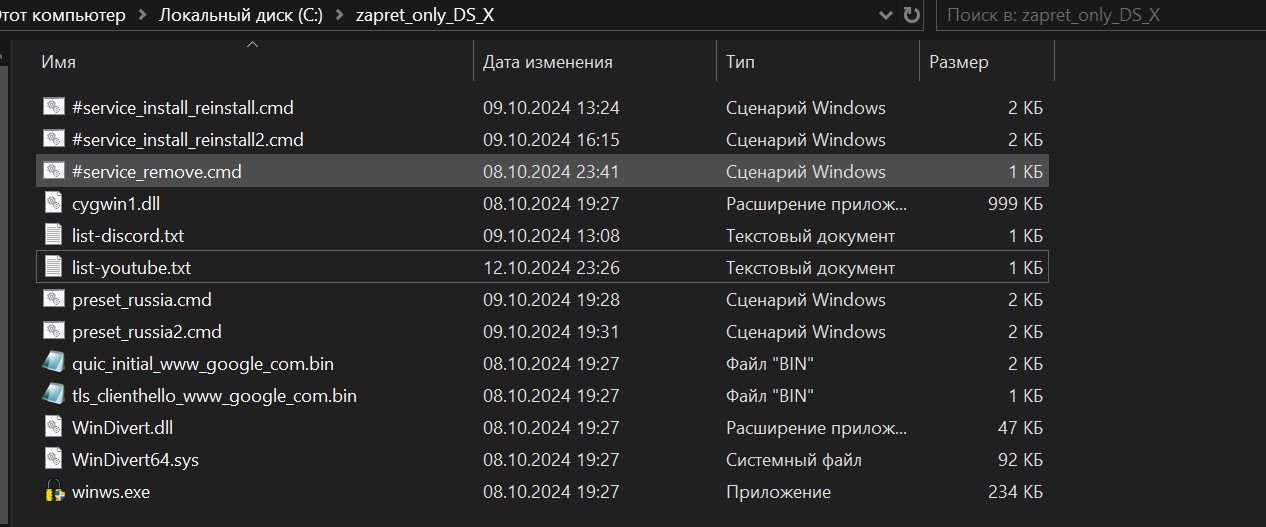 Этот компьютер > Локальный диск (C:) > zapret_only_DS_X Поиск в: zapret_only_DS_X
Имя Дата изменения Тип Размер
#service_install_reinstall.cmd 09.10.2024 13:24 Сценарий Windows 2 КБ
#service_install_reinstall2.cmd 09.10.2024 16:15 Сценарий Windows 2 КБ
#service_remove.cmd 08.10.2024 23:41 Сценарий Windows 1 КБ
cygwin1.dll 08.10.2024 19:27 Расширение прилож... 999 КБ
list-discord.txt 09.10.2024 13:08 Текстовый документ 1 КБ
list-youtube.txt 12.10.2024 23:26 Текстовый документ 1 КБ
preset_russia.cmd 09.10.2024 19:28 Сценарий Windows 2 КБ
preset_russia2.cmd 09.10.2024 19:31 Сценарий Windows 2 КБ
quic_initial_www_google_com.bin 08.10.2024 19:27 Файл "BIN" 2 КБ
tls_clienthello_www_google_com.bin 08.10.2024 19:27 Файл "BIN" 1 КБ
WinDivert.dll 08.10.2024 19:27 Расширение прилож... 47 КБ
WinDivert64.sys 08.10.2024 19:27 Системный файл 92 КБ
winws.exe 08.10.2024 19:27 Приложение 234 КБ